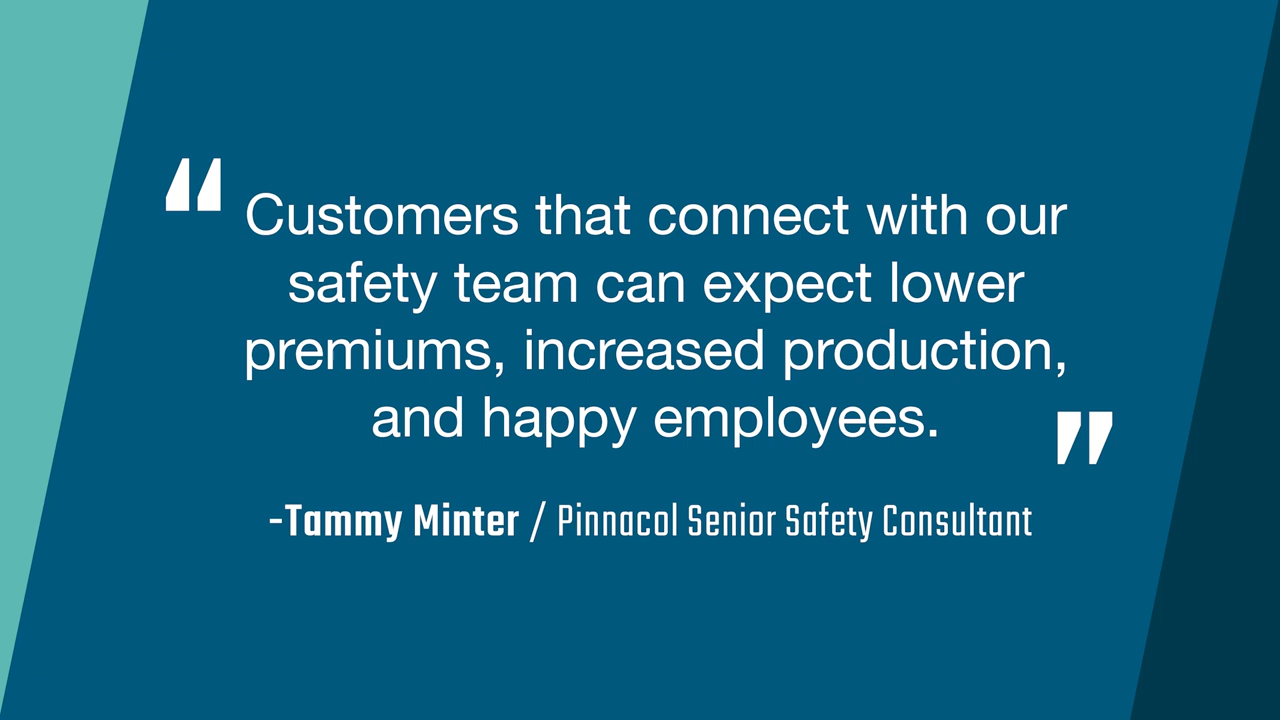 “Customers that connect with our
safety team can expect lower
premiums, increased production,
and happy employees.”
-Tammy Minter / Pinnacol Senior Safety Consultant